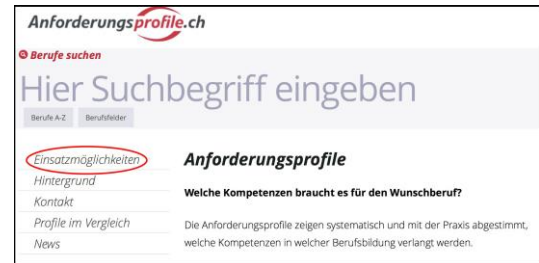 Anforderungsprofile.ch
Berufe suchen
Hier Suchbegriff eingeben
Berufe A-Z Berufsfelder
Einsatzmöglichkeiten
Hintergrund
Kontakt
Profile im Vergleich
News
Anforderungsprofile
Welche Kompetenzen braucht es für den Wunschberuf?
Die Anforderungsprofile zeigen systematisch und mit der Praxis abgestimmt,
welche Kompetenzen in welcher Berufsbildung verlangt werden.